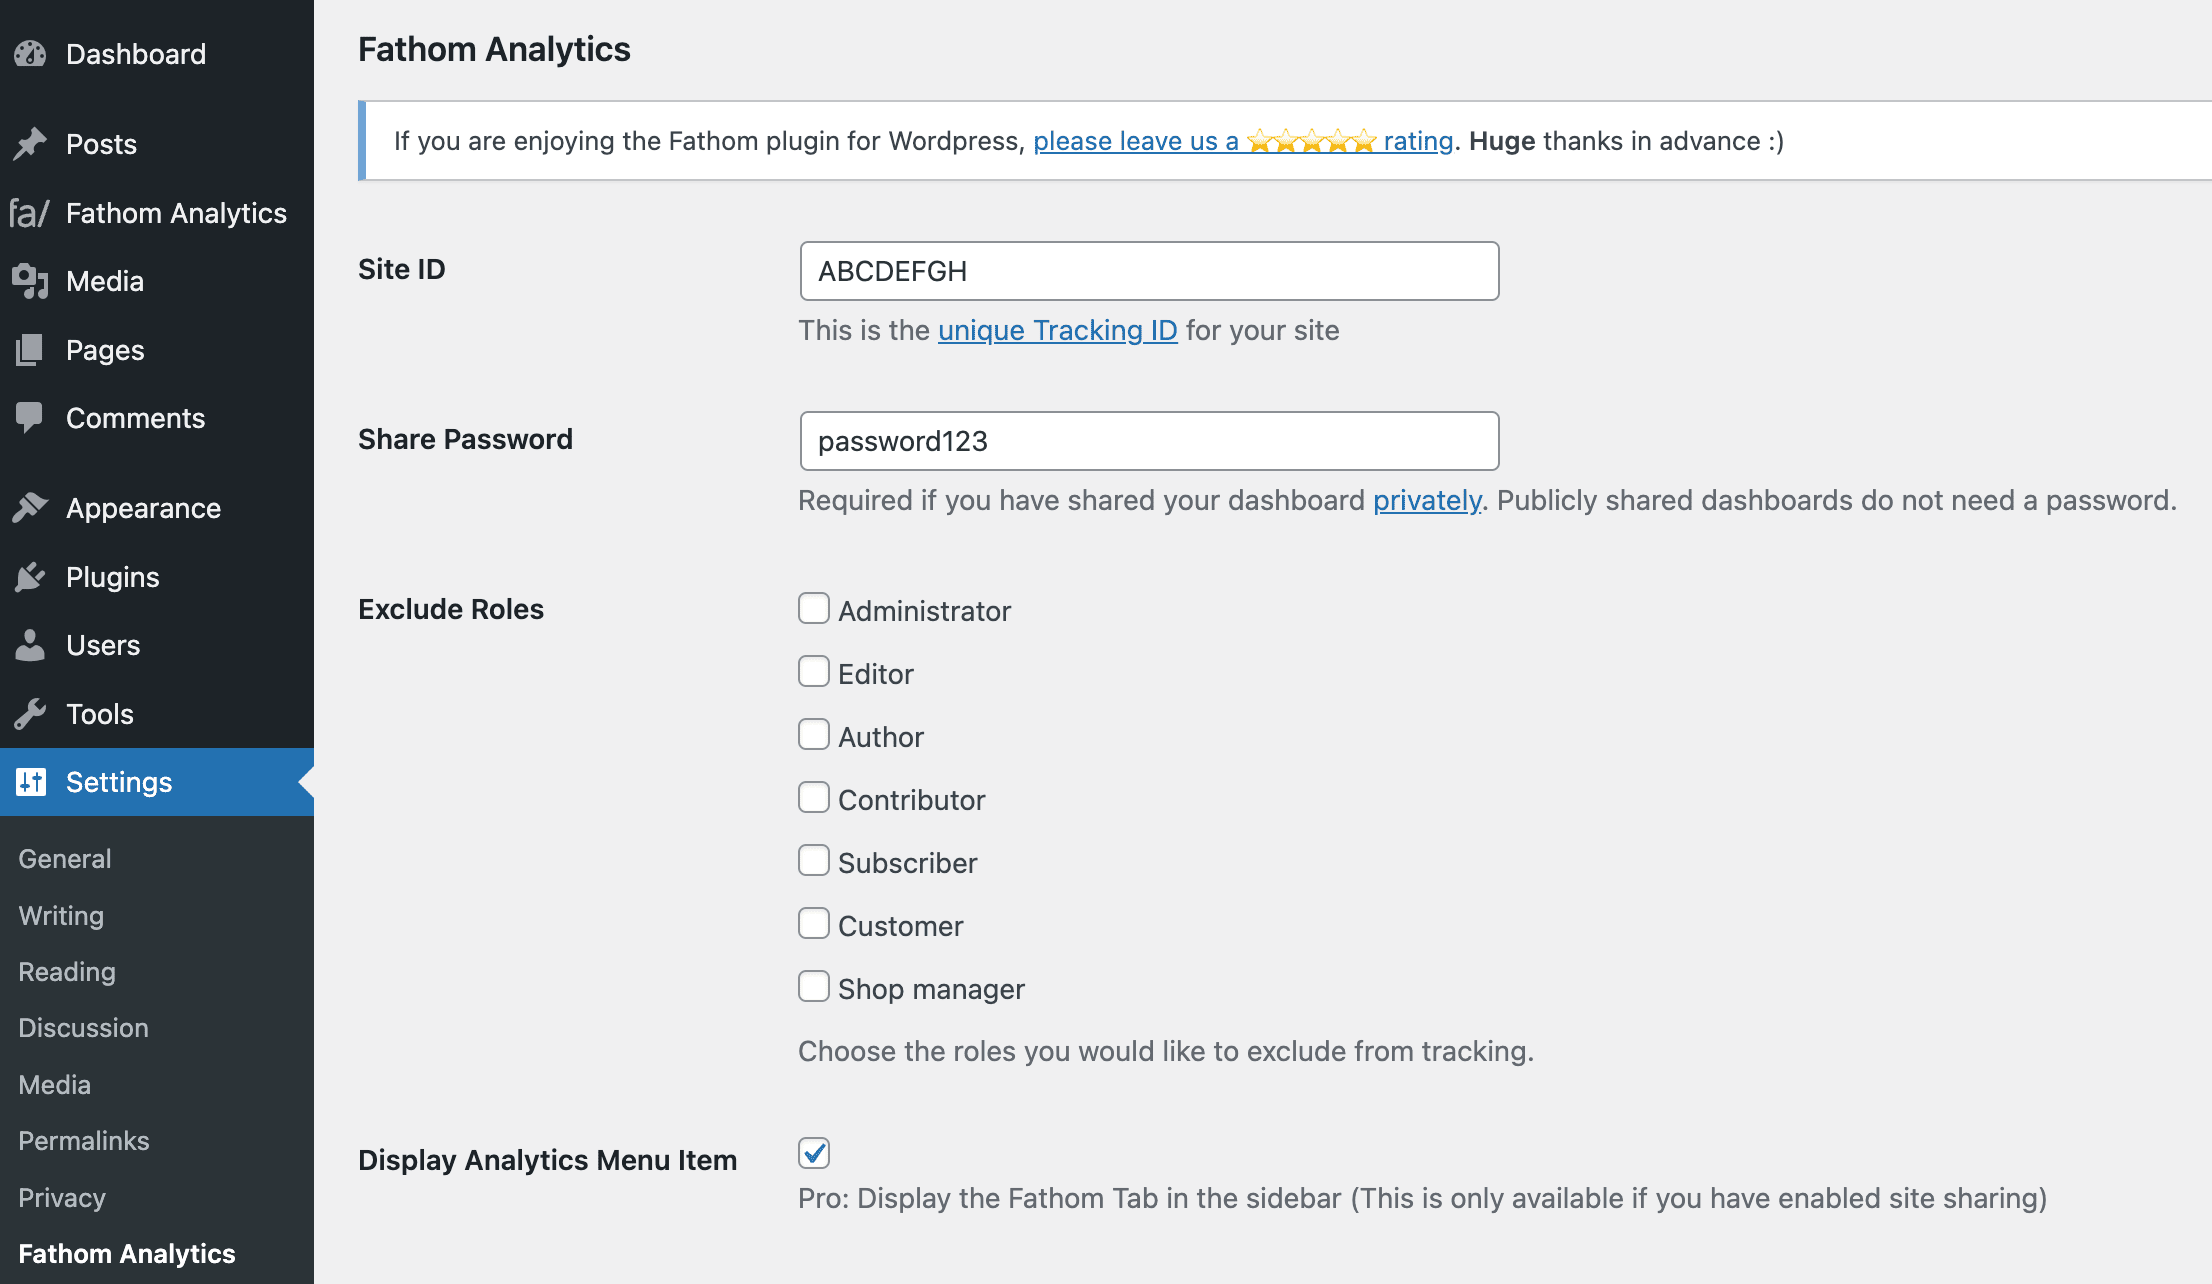 Dashboard
Posts
fa/ Fathom Analytics
Media
Pages
Comments
Appearance
Plugins
Users
Tools
Settings
General
Writing
Reading
Discussion
Media
Permalinks
Privacy
Fathom Analytics
Fathom Analytics
If you are enjoying the Fathom plugin for Wordpress, please leave us a ⭐⭐⭐⭐⭐ rating. Huge thanks in advance :)
Site ID
ABCDEFGH
This is the unique Tracking ID for your site
Share Password
password123
Required if you have shared your dashboard privately. Publicly shared dashboards do not need a password.
Exclude Roles
Administrator
Editor
Author
Contributor
Subscriber
Customer
Shop manager
Choose the roles you would like to exclude from tracking.
Display Analytics Menu Item
Pro: Display the Fathom Tab in the sidebar (This is only available if you have enabled site sharing)